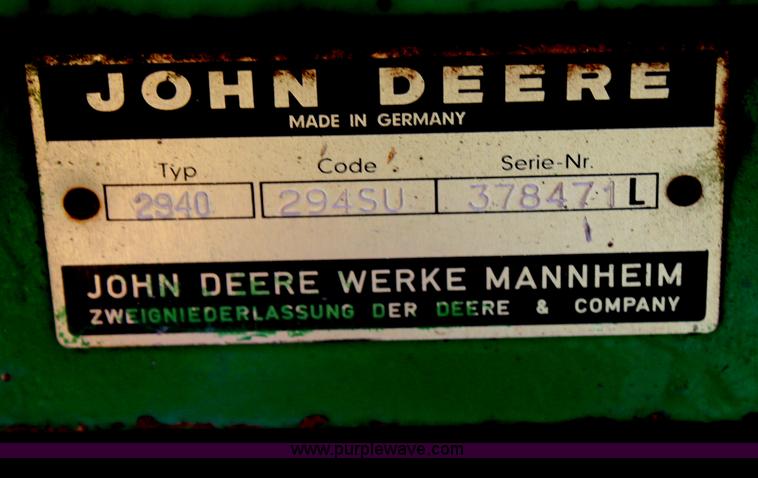 JOHN DEERE
MADE IN GERMANY
Typ Code Serie-Nr.
2940 294SU 378471 L
JOHN DEERE WERKE MANNHEIM
ZWEIGNIEDERLASSUNG DER DEERE & COMPANY
www.purplewave.com